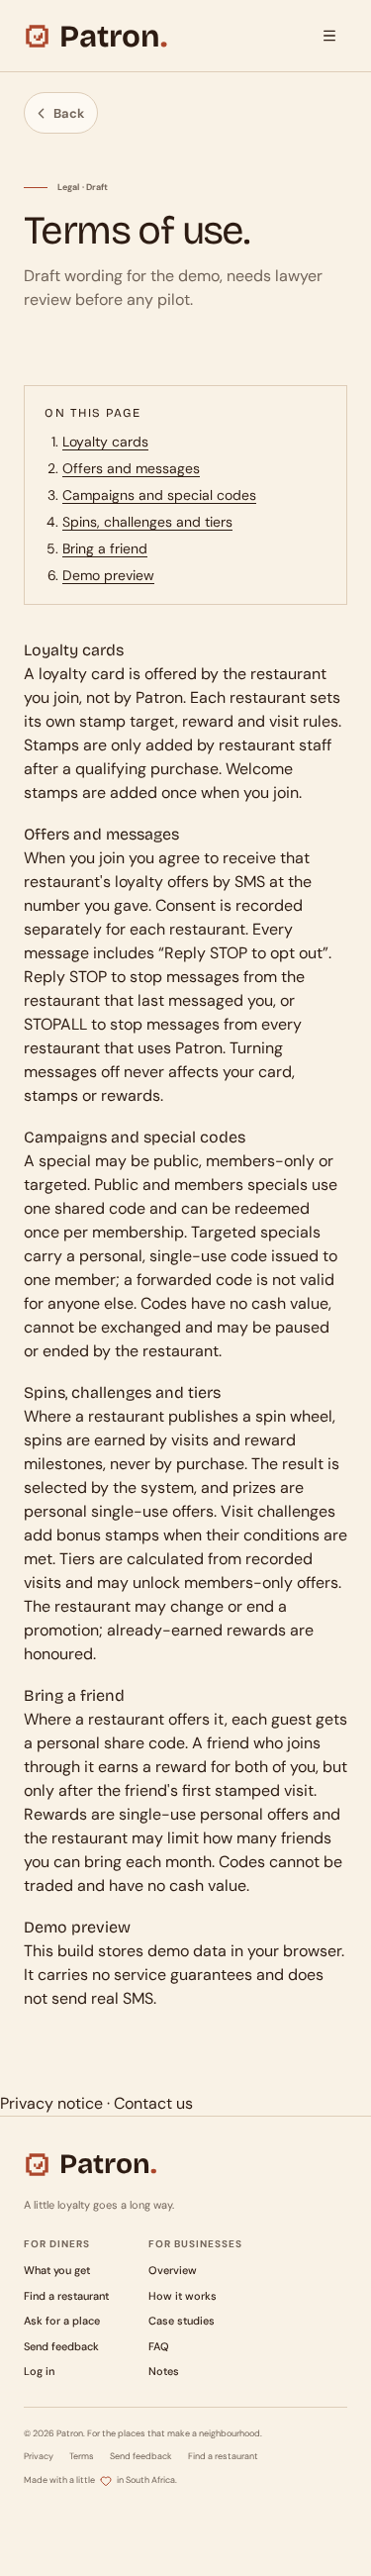 Patron.
Back
Legal · Draft
Terms of use.
Draft wording for the demo, needs lawyer
review before any pilot.
ON THIS PAGE
1. Loyalty cards
2. Offers and messages
3. Campaigns and special codes
4. Spins, challenges and tiers
5. Bring a friend
6. Demo preview
Loyalty cards
A loyalty card is offered by the restaurant
you join, not by Patron. Each restaurant sets
its own stamp target, reward and visit rules.
Stamps are only added by restaurant staff
after a qualifying purchase. Welcome
stamps are added once when you join.
Offers and messages
When you join you agree to receive that
restaurant's loyalty offers by SMS at the
number you gave. Consent is recorded
separately for each restaurant. Every
message includes “Reply STOP to opt out”.
Reply STOP to stop messages from the
restaurant that last messaged you, or
STOPALL to stop messages from every
restaurant that uses Patron. Turning
messages off never affects your card,
stamps or rewards.
Campaigns and special codes
A special may be public, members-only or
targeted. Public and members specials use
one shared code and can be redeemed
once per membership. Targeted specials
carry a personal, single-use code issued to
one member; a forwarded code is not valid
for anyone else. Codes have no cash value,
cannot be exchanged and may be paused
or ended by the restaurant.
Spins, challenges and tiers
Where a restaurant publishes a spin wheel,
spins are earned by visits and reward
milestones, never by purchase. The result is
selected by the system, and prizes are
personal single-use offers. Visit challenges
add bonus stamps when their conditions are
met. Tiers are calculated from recorded
visits and may unlock members-only offers.
The restaurant may change or end a
promotion; already-earned rewards are
honoured.
Bring a friend
Where a restaurant offers it, each guest gets
a personal share code. A friend who joins
through it earns a reward for both of you, but
only after the friend's first stamped visit.
Rewards are single-use personal offers and
the restaurant may limit how many friends
you can bring each month. Codes cannot be
traded and have no cash value.
Demo preview
This build stores demo data in your browser.
It carries no service guarantees and does
not send real SMS.
Privacy notice · Contact us
Patron.
A little loyalty goes a long way.
FOR DINERS
What you get
Find a restaurant
Ask for a place
Send feedback
Log in
FOR BUSINESSES
Overview
How it works
Case studies
FAQ
Notes
© 2026 Patron. For the places that make a neighbourhood.
Privacy Terms Send feedback Find a restaurant
Made with a little in South Africa.